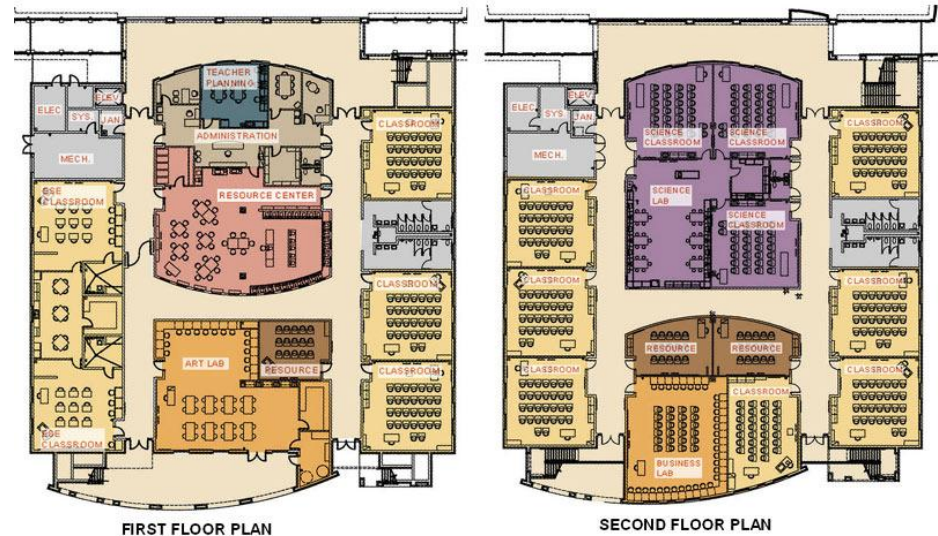 TEACHER
PLANNING
ELEC
ELEV
SYS.
JAN.
ADMINISTRATION
CLASSROOM
MECH.
ESE
CLASSROOM
RESOURCE CENTER
CLASSROOM
ART LAB
RESOURCE
CLASSROOM
ESE
CLASSROOM
FIRST FLOOR PLAN
ELEC
ELEV
SYS.
JAN.
SCIENCE
CLASSROOM
SCIENCE
CLASSROOM
CLASSROOM
MECH.
CLASSROOM
SCIENCE
LAB
SCIENCE
CLASSROOM
CLASSROOM
CLASSROOM
RESOURCE
RESOURCE
CLASSROOM
CLASSROOM
CLASSROOM
BUSINESS
LAB
SECOND FLOOR PLAN